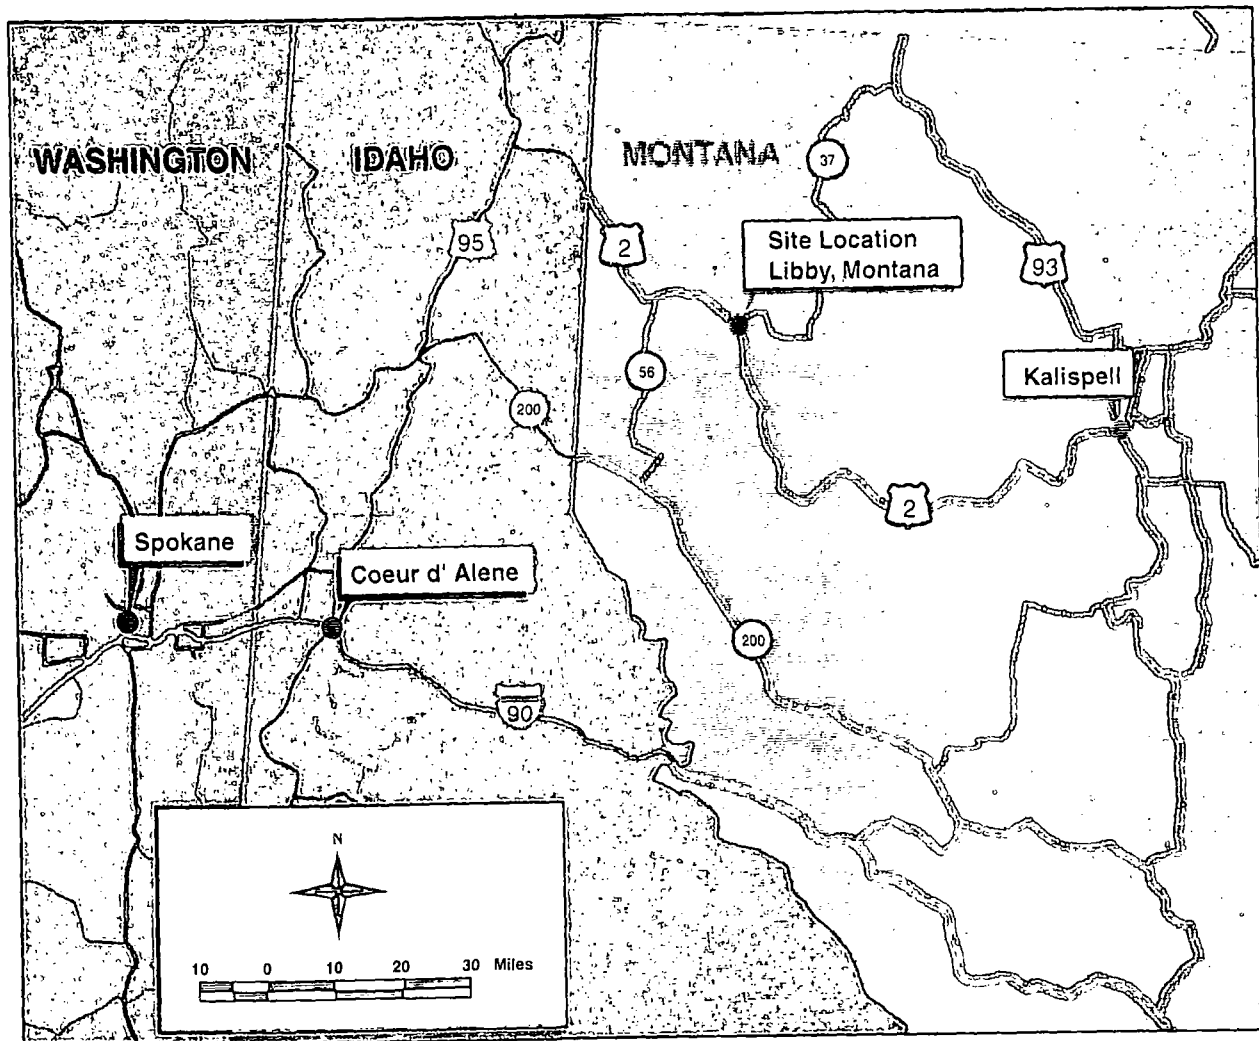 WASHINGTON
IDAHO
MONTANA
37
95
2
Site Location
Libby, Montana
93
56
Kalispell
200
2
Spokane
Coeur d' Alene
200
90
N
10 0 10 20 30 Miles